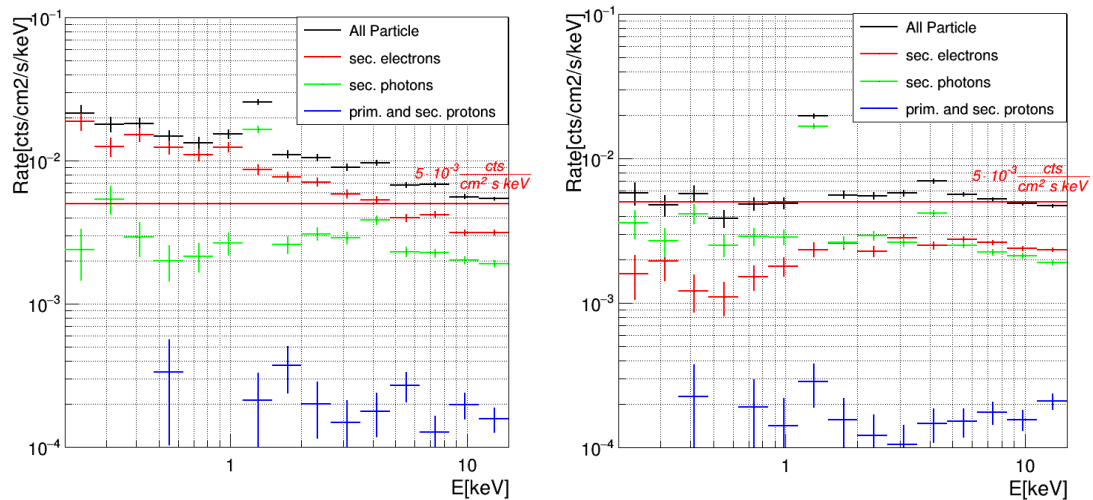 10⁻¹
10⁻²
10⁻³
10⁻⁴
Rate[cts/cm2/s/keV]
All Particle
sec. electrons
sec. photons
prim. and sec. protons
5·10⁻³ cts
cm² s keV
1
10
E[keV]
10⁻¹
10⁻²
10⁻³
10⁻⁴
Rate[cts/cm2/s/keV]
All Particle
sec. electrons
sec. photons
prim. and sec. protons
5·10⁻³ cts
cm² s keV
1
10
E[keV]